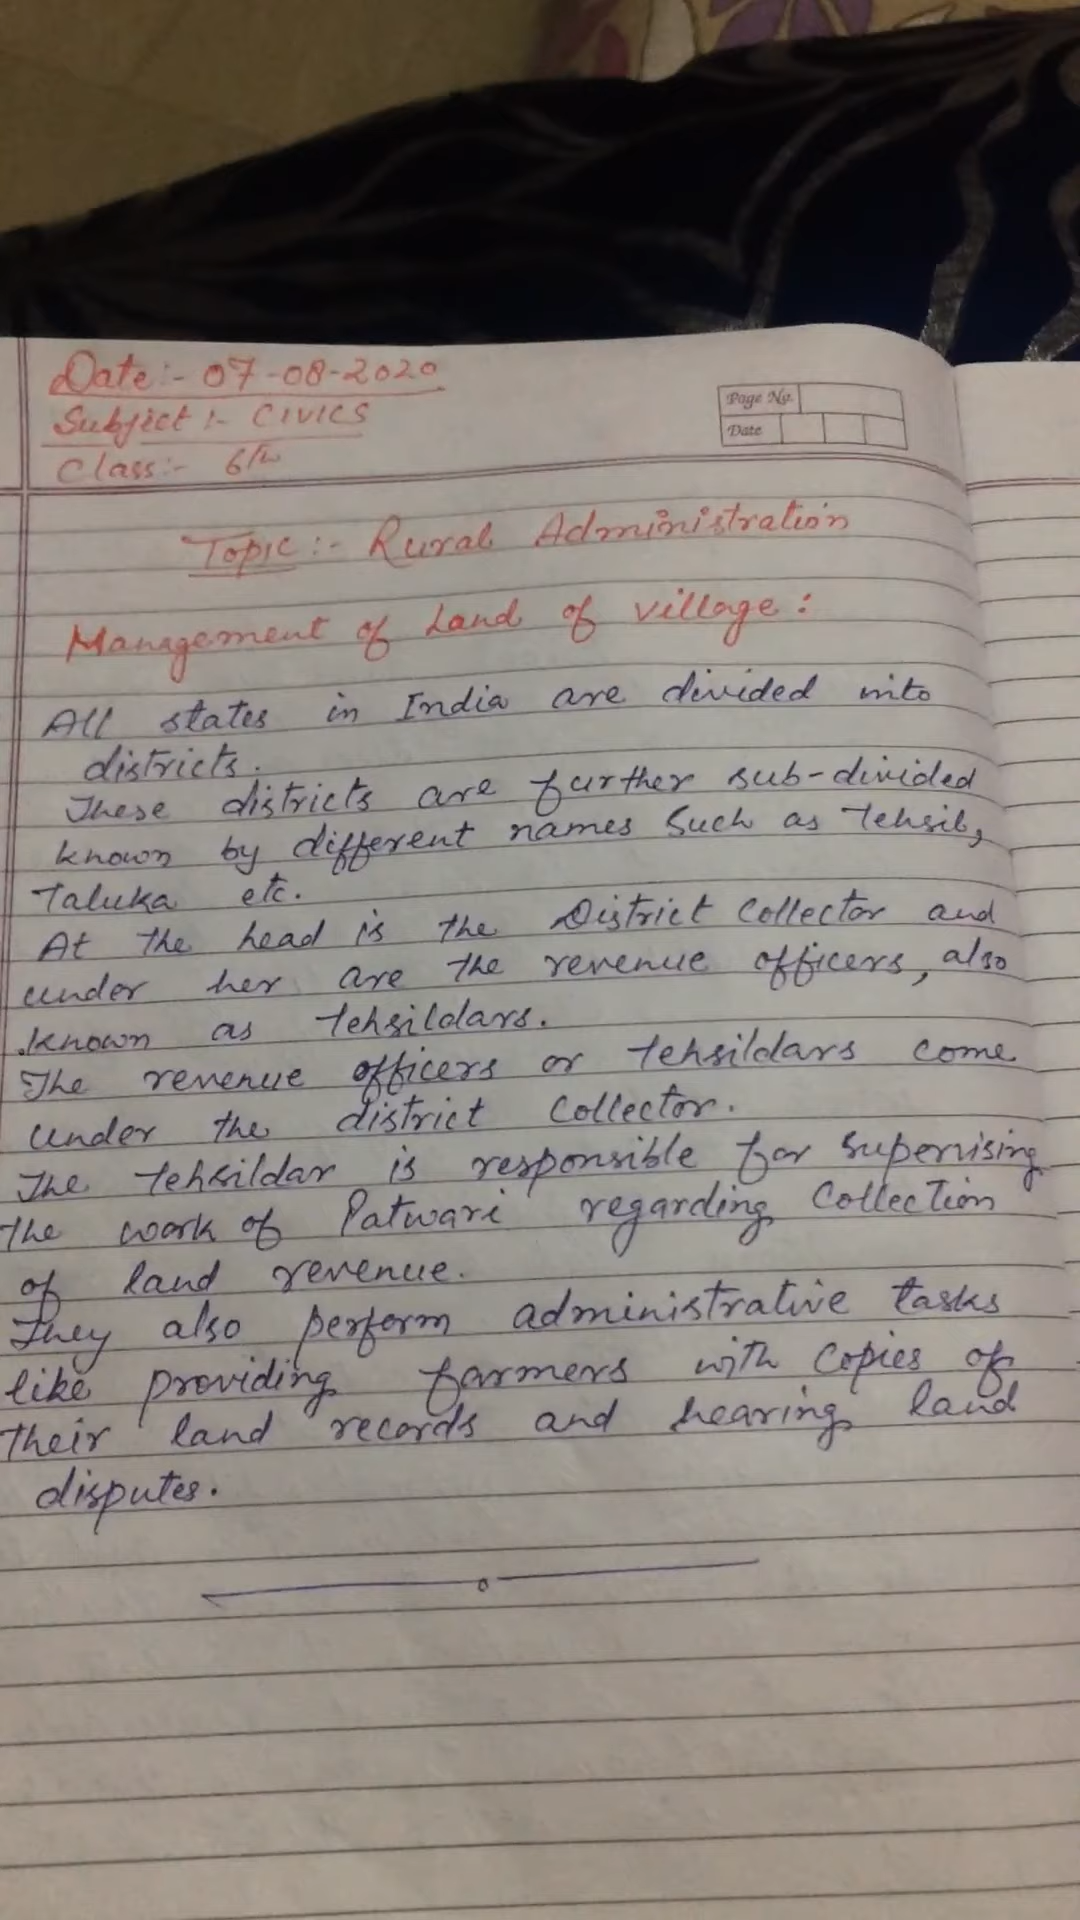 Date:- 07-08-2020
Subject :- CIVICS
Class:- 6/w
Page No.
Date
Topic :- Rural Administration
Management of Land of village :
All states in India are divided into
districts.
These districts are further sub-divided
known by different names such as Tehsil,
Taluka etc.
At the head is the District Collector and
under her are the revenue officers, also
known as tehsildars.
The revenue officers or tehsildars come
under the district collector.
The tehsildar is responsible for supervising
the work of Patwari regarding Collection
of land revenue.
They also perform administrative tasks
like providing farmers with copies of
their land records and hearing land
disputes.